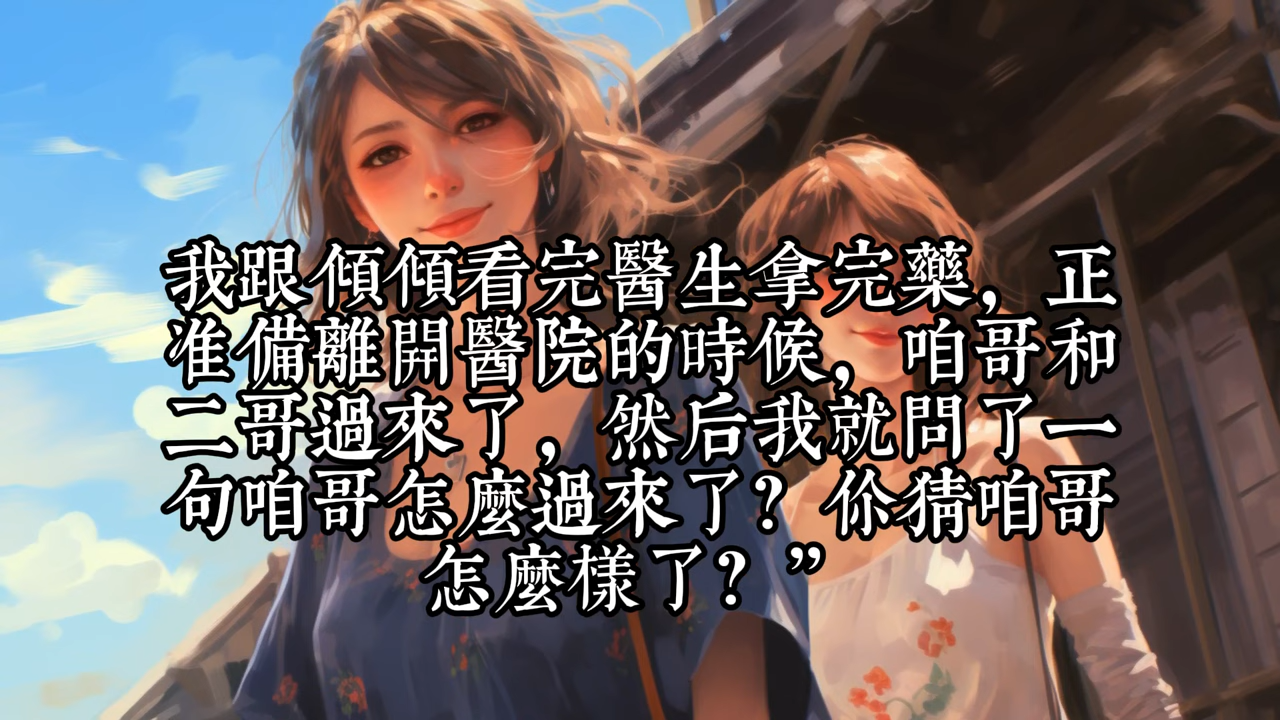 我跟傾傾看完醫生拿完藥，正
准備離開醫院的時候，咱哥和
二哥過來了，然后我就問了一
句咱哥怎麼過來了？你猜咱哥
怎麼樣了？”